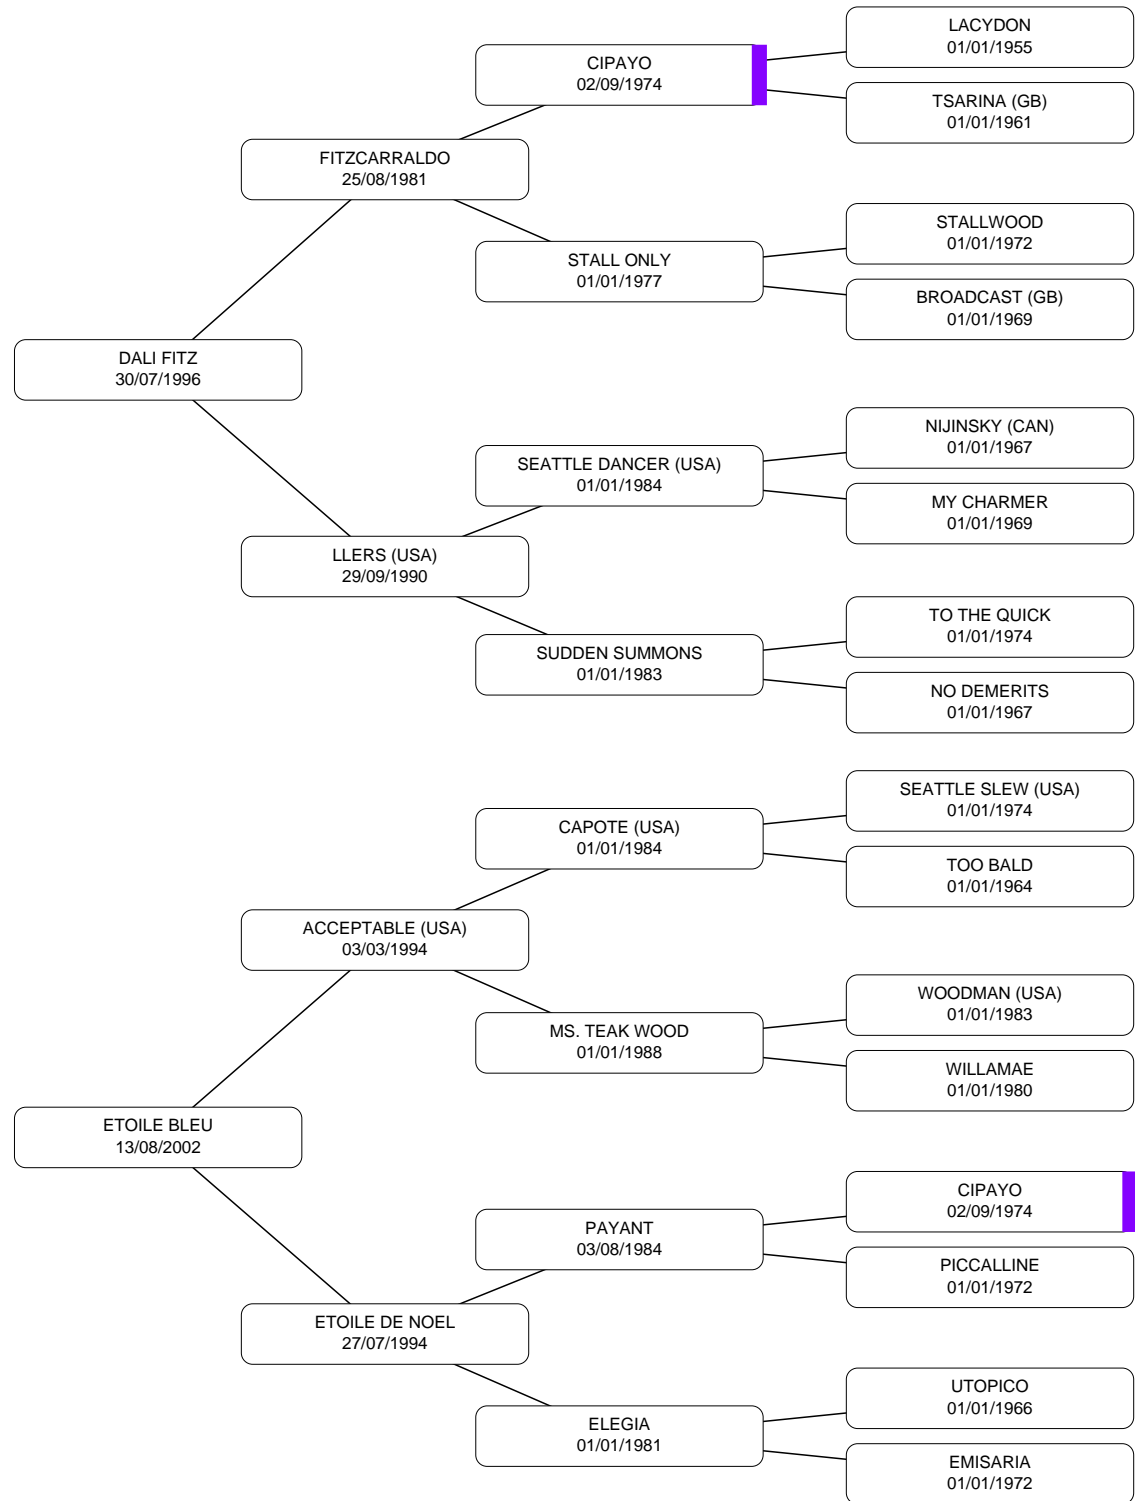 LACYDON
01/01/1955
CIPAYO
02/09/1974
TSARINA (GB)
01/01/1961
FITZCARRALDO
25/08/1981
STALLWOOD
01/01/1972
STALL ONLY
01/01/1977
BROADCAST (GB)
01/01/1969
DALI FITZ
30/07/1996
NIJINSKY (CAN)
01/01/1967
SEATTLE DANCER (USA)
01/01/1984
MY CHARMER
01/01/1969
LLERS (USA)
29/09/1990
TO THE QUICK
01/01/1974
SUDDEN SUMMONS
01/01/1983
NO DEMERITS
01/01/1967
SEATTLE SLEW (USA)
01/01/1974
CAPOTE (USA)
01/01/1984
TOO BALD
01/01/1964
ACCEPTABLE (USA)
03/03/1994
WOODMAN (USA)
01/01/1983
MS. TEAK WOOD
01/01/1988
WILLAMAE
01/01/1980
ETOILE BLEU
13/08/2002
CIPAYO
02/09/1974
PAYANT
03/08/1984
PICCALLINE
01/01/1972
ETOILE DE NOEL
27/07/1994
UTOPICO
01/01/1966
ELEGIA
01/01/1981
EMISARIA
01/01/1972